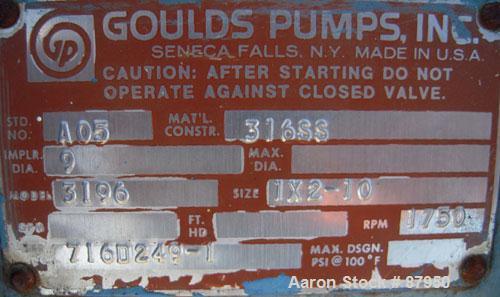 GOULDS PUMPS, INC.
SENECA FALLS, N.Y. MADE IN U.S.A.
CAUTION: AFTER STARTING DO NOT
OPERATE AGAINST CLOSED VALVE.
STD. NO. A05 MAT'L. CONSTR. 316SS
IMPLR. DIA. 9 MAX. DIA.
MODEL 3196 SIZE 1X2-10
FT. HD RPM 1750
716D249-1 MAX. DSGN. PSI @ 100°F
Aaron Stock # 87950